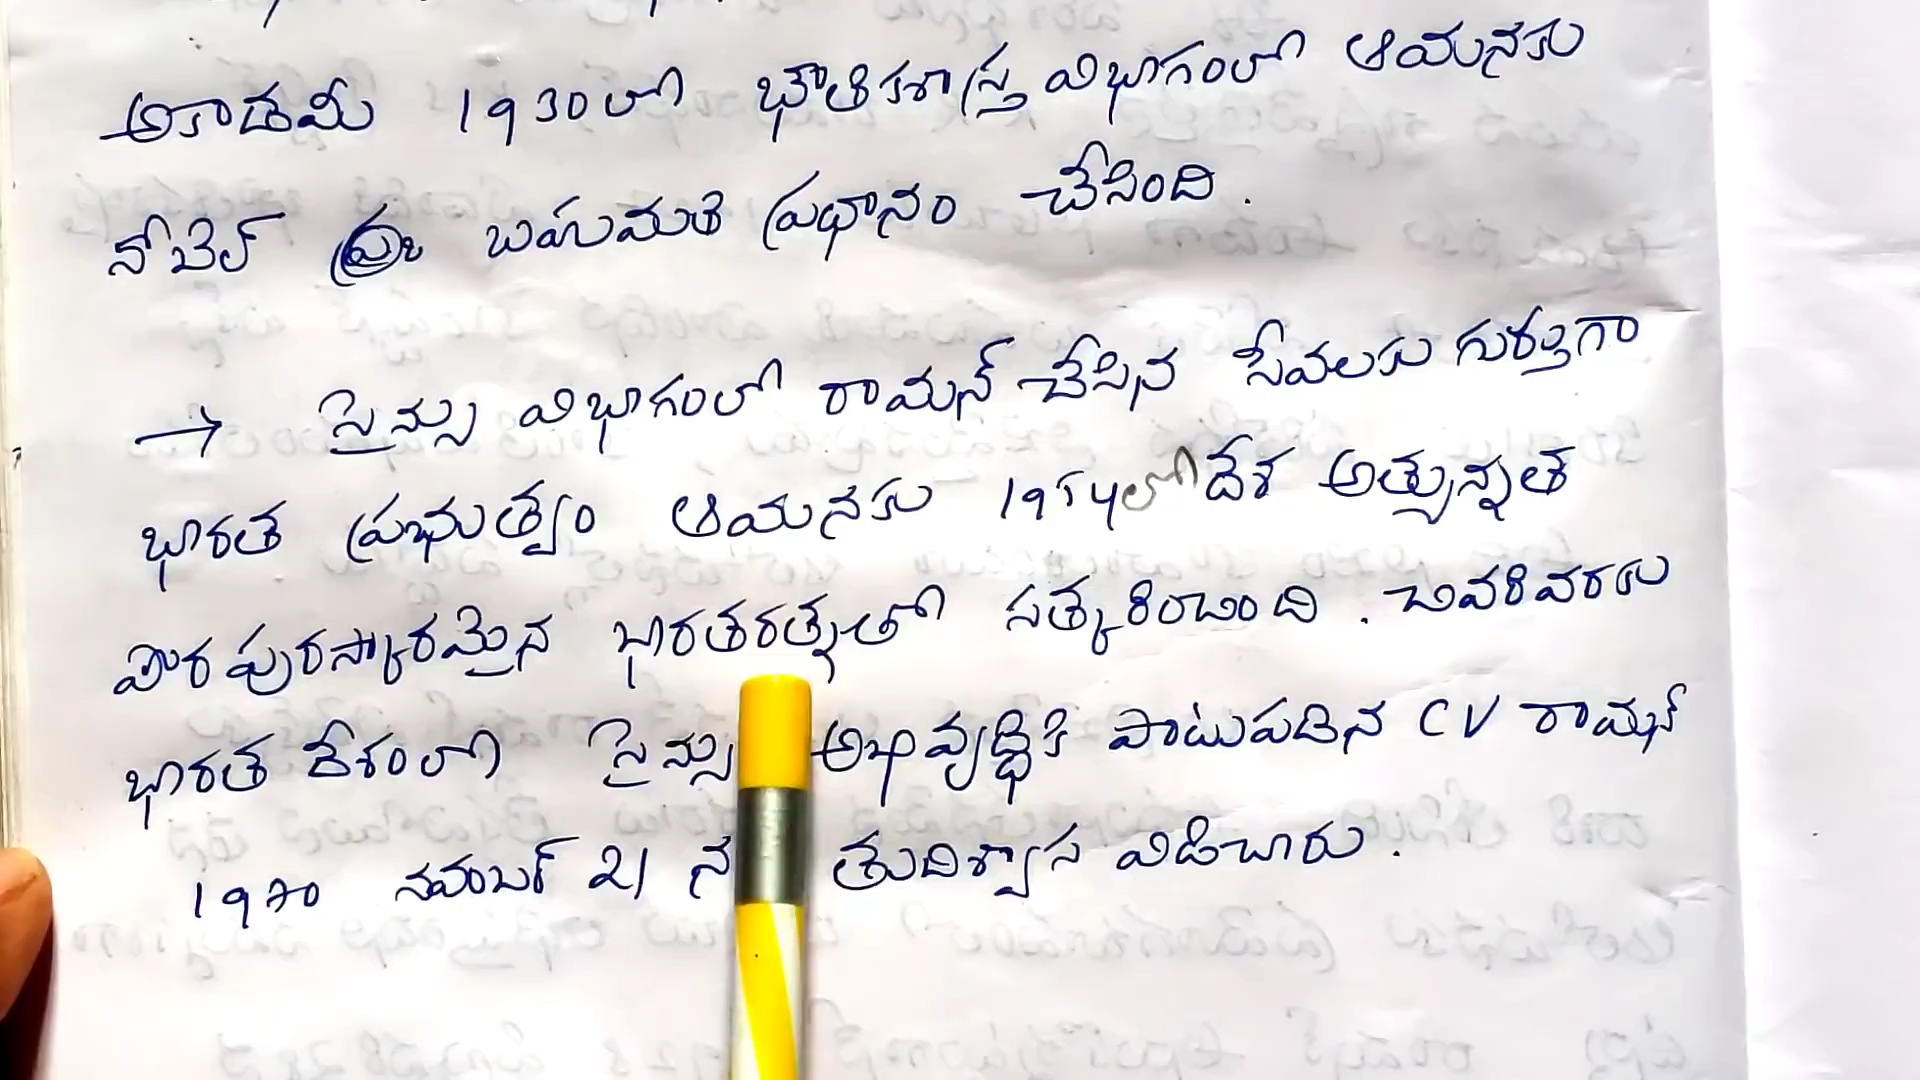 అకాడమీ 1930లో భౌతికశాస్త్ర విభాగంలో ఆయనకు
నోబెల్ బహుమతి ప్రధానం చేసింది.
→ సైన్సు విభాగంలో రామన్ చేసిన సేవలకు గుర్తుగా
భారత ప్రభుత్వం ఆయనకు 1954లో దేశ అత్యున్నత
పౌర పురస్కారమైన భారతరత్నతో సత్కరించింది. చివరివరకు
భారత దేశంలో సైన్సు అభివృద్ధికి పాటుపడిన CV రామన్
1970 నవంబర్ 21 న తుదిశ్వాస విడిచారు.